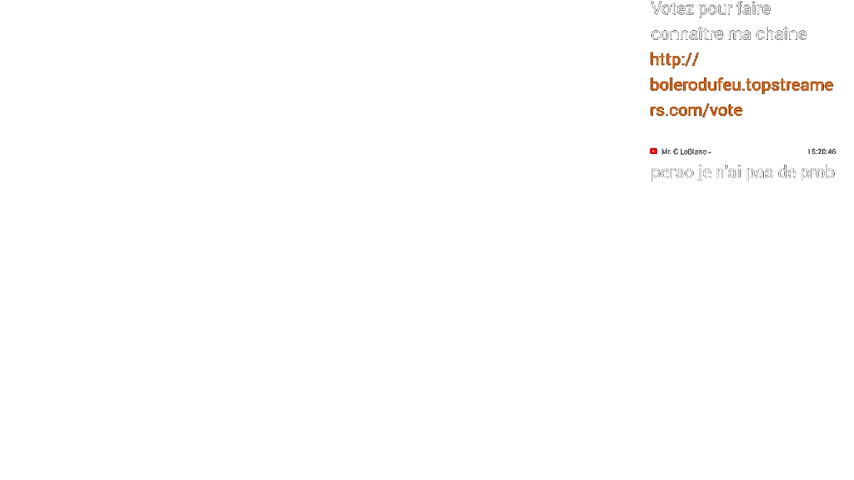 Votez pour faire
connaître ma chaîne
http://
bolerodufeu.topstreame
rs.com/vote
Mr. C LeBlanc - 15:20:46
perso je n'ai pas de prob